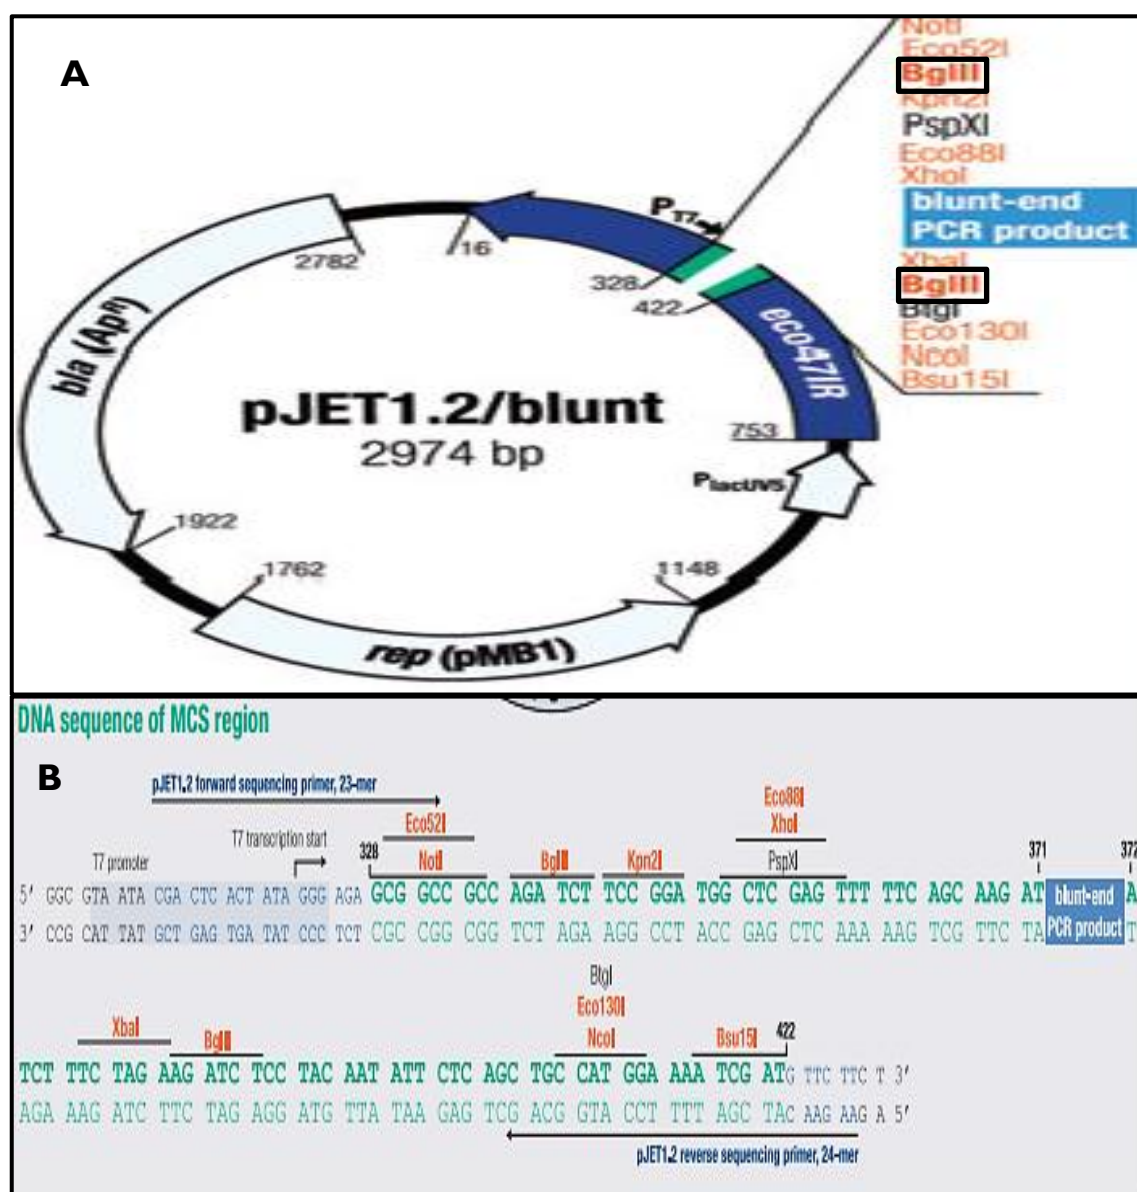 A
NotI
Eco52I
BglII
Kpn2I
PspXI
Eco88I
XhoI
blunt-end
PCR product
XbaI
BglII
BtgI
Eco130I
NcoI
Bsu15I
PT7
16
2782
328
422
eco47IR
bla (ApR)
pJET1.2/blunt
2974 bp
753
PlacUV5
1922
1762
1148
rep (pMB1)
DNA sequence of MCS region
B
pJET1.2 forward sequencing primer, 23-mer
Eco88I
Eco52I
XhoI
T7 transcription start
T7 promoter
328
NotI
BglII
Kpn2I
PspXI
371
372
5' GGC GTA ATA CGA CTC ACT ATA GGG AGA GCG GCC GCC AGA TCT TCC GGA TGG CTC GAG TTT TTC AGC AAG AT blunt-end A
3' CCG CAT TAT GCT GAG TGA TAT CCC TCT CGC CGG CGG TCT AGA AGG CCT ACC GAG CTC AAA AAG TCG TTC TA PCR product T
BtgI
Eco130I
XbaI
BglII
NcoI
Bsu15I
422
TCT TTC TAG AAG ATC TCC TAC AAT ATT CTC AGC TGC CAT GGA AAA TCG ATG TTC TTC T 3'
AGA AAG ATC TTC TAG AGG ATG TTA TAA GAG TCG ACG GTA CCT TTT AGC TAC AAG AAG A 5'
pJET1.2 reverse sequencing primer, 24-mer